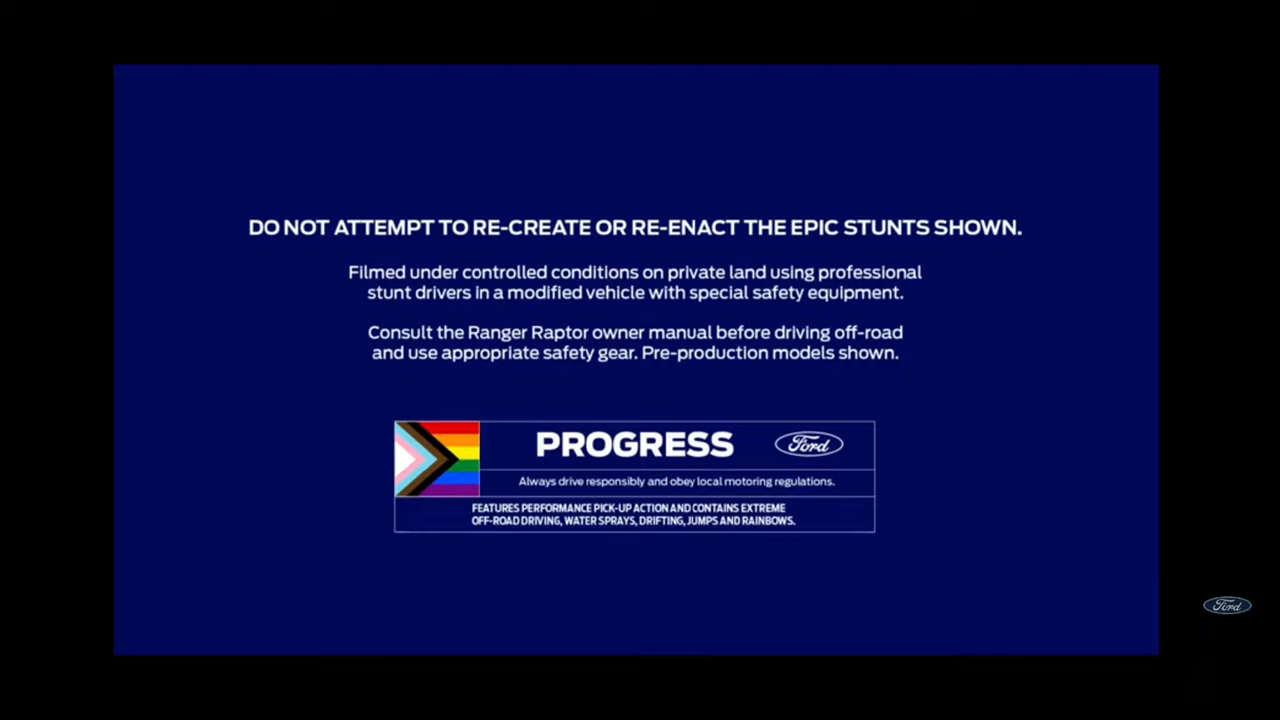 DO NOT ATTEMPT TO RE-CREATE OR RE-ENACT THE EPIC STUNTS SHOWN.
Filmed under controlled conditions on private land using professional
stunt drivers in a modified vehicle with special safety equipment.
Consult the Ranger Raptor owner manual before driving off-road
and use appropriate safety gear. Pre-production models shown.
PROGRESS
Ford
Always drive responsibly and obey local motoring regulations.
FEATURES PERFORMANCE PICK-UP ACTION AND CONTAINS EXTREME
OFF-ROAD DRIVING, WATER SPRAYS, DRIFTING, JUMPS AND RAINBOWS.
Ford